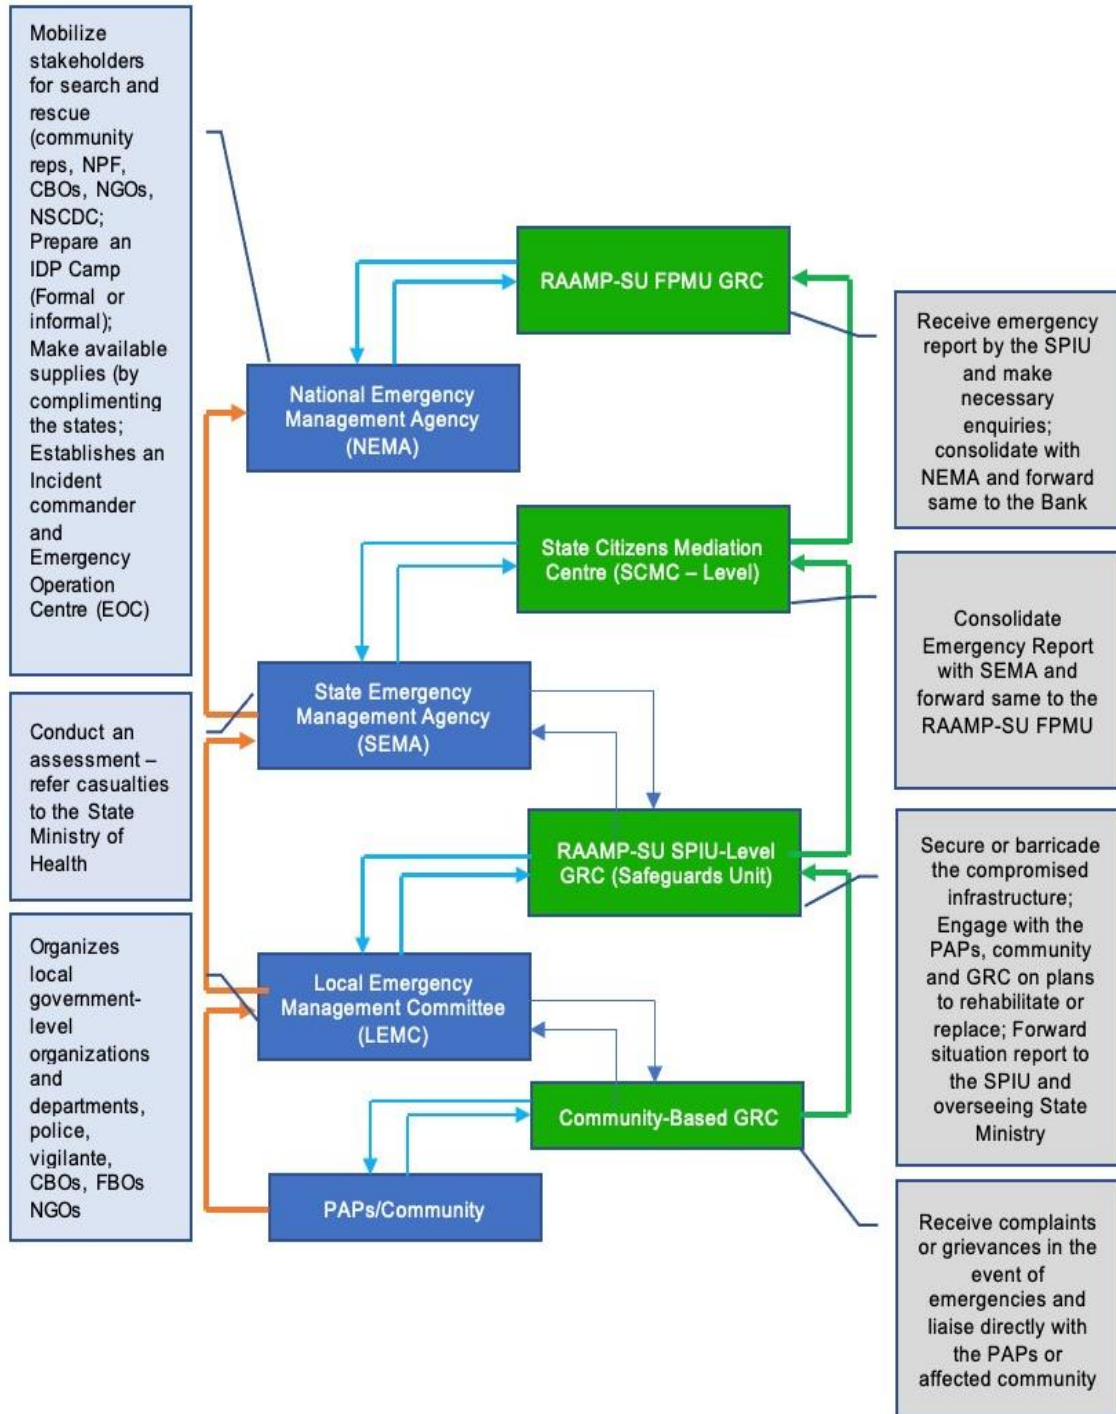 Mobilize
stakeholders
for search and
rescue
(community
reps, NPF,
CBOs, NGOs,
NSCDC;
Prepare an
IDP Camp
(Formal or
informal);
Make available
supplies (by
complimenting
the states;
Establishes an
Incident
commander
and
Emergency
Operation
Centre (EOC)
Conduct an
assessment –
refer casualties
to the State
Ministry of
Health
Organizes
local
government-
level
organizations
and
departments,
police,
vigilante,
CBOs, FBOs
NGOs
RAAMP-SU FPMU GRC
National Emergency
Management Agency
(NEMA)
State Citizens Mediation
Centre (SCMC – Level)
State Emergency
Management Agency
(SEMA)
RAAMP-SU SPIU-Level
GRC (Safeguards Unit)
Local Emergency
Management Committee
(LEMC)
Community-Based GRC
PAPs/Community
Receive emergency
report by the SPIU
and make
necessary
enquiries;
consolidate with
NEMA and forward
same to the Bank
Consolidate
Emergency Report
with SEMA and
forward same to the
RAAMP-SU FPMU
Secure or barricade
the compromised
infrastructure;
Engage with the
PAPs, community
and GRC on plans
to rehabilitate or
replace; Forward
situation report to
the SPIU and
overseeing State
Ministry
Receive complaints
or grievances in the
event of
emergencies and
liaise directly with
the PAPs or
affected community